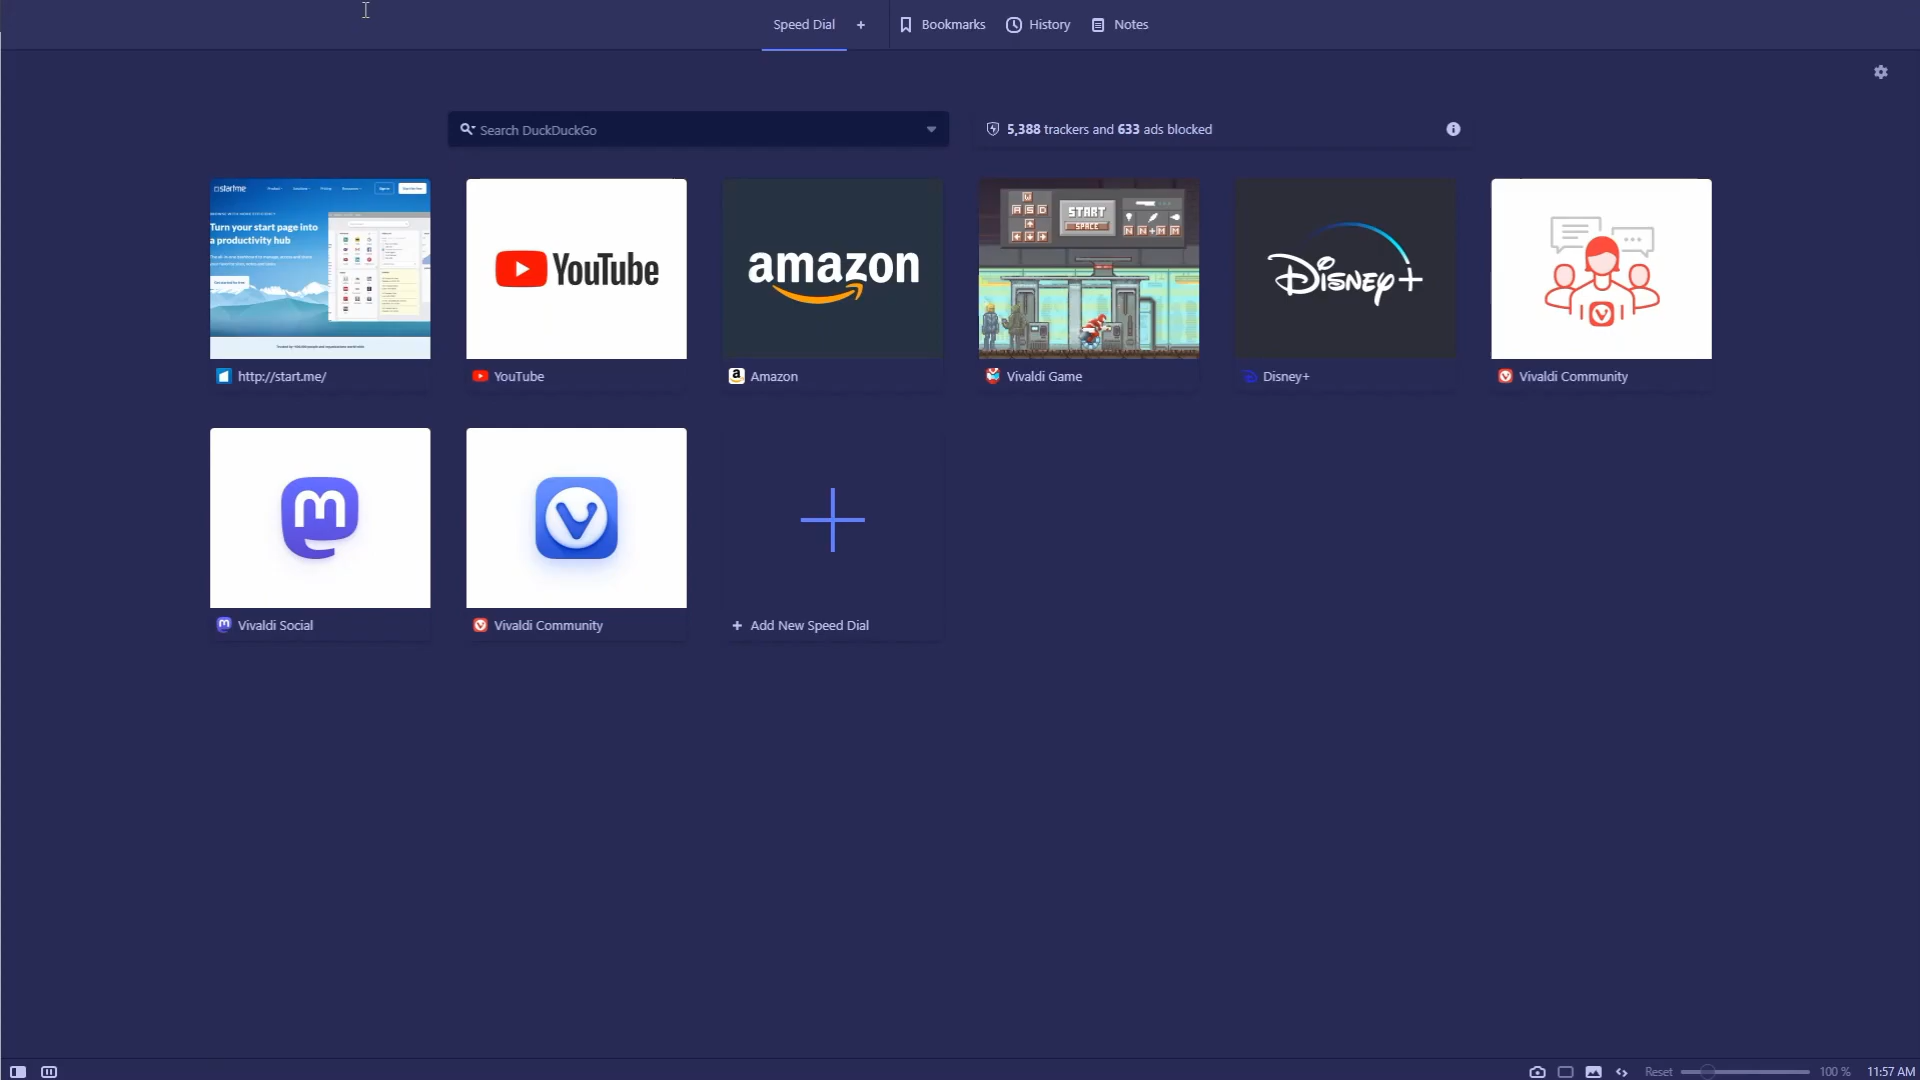 Speed Dial + Bookmarks History Notes
Search DuckDuckGo
5,388 trackers and 633 ads blocked
start.me
Turn your start page into
a productivity hub
YouTube
amazon
START
SPACE
W
A S D
N N+M M
Disney+
http://start.me/
YouTube
Amazon
Vivaldi Game
Disney+
Vivaldi Community
Vivaldi Social
Vivaldi Community
+ Add New Speed Dial
Reset 100 % 11:57 AM